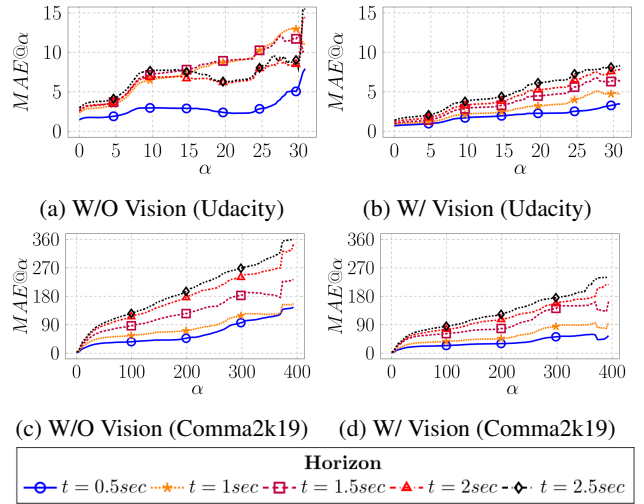 15
10
5
0
MAE@α
0 5 10 15 20 25 30
α
(a) W/O Vision (Udacity)
15
10
5
0
MAE@α
0 5 10 15 20 25 30
α
(b) W/ Vision (Udacity)
360
270
180
90
0
MAE@α
0 100 200 300 400
α
(c) W/O Vision (Comma2k19)
360
270
180
90
0
MAE@α
0 100 200 300 400
α
(d) W/ Vision (Comma2k19)
Horizon
t = 0.5sec t = 1sec t = 1.5sec t = 2sec t = 2.5sec